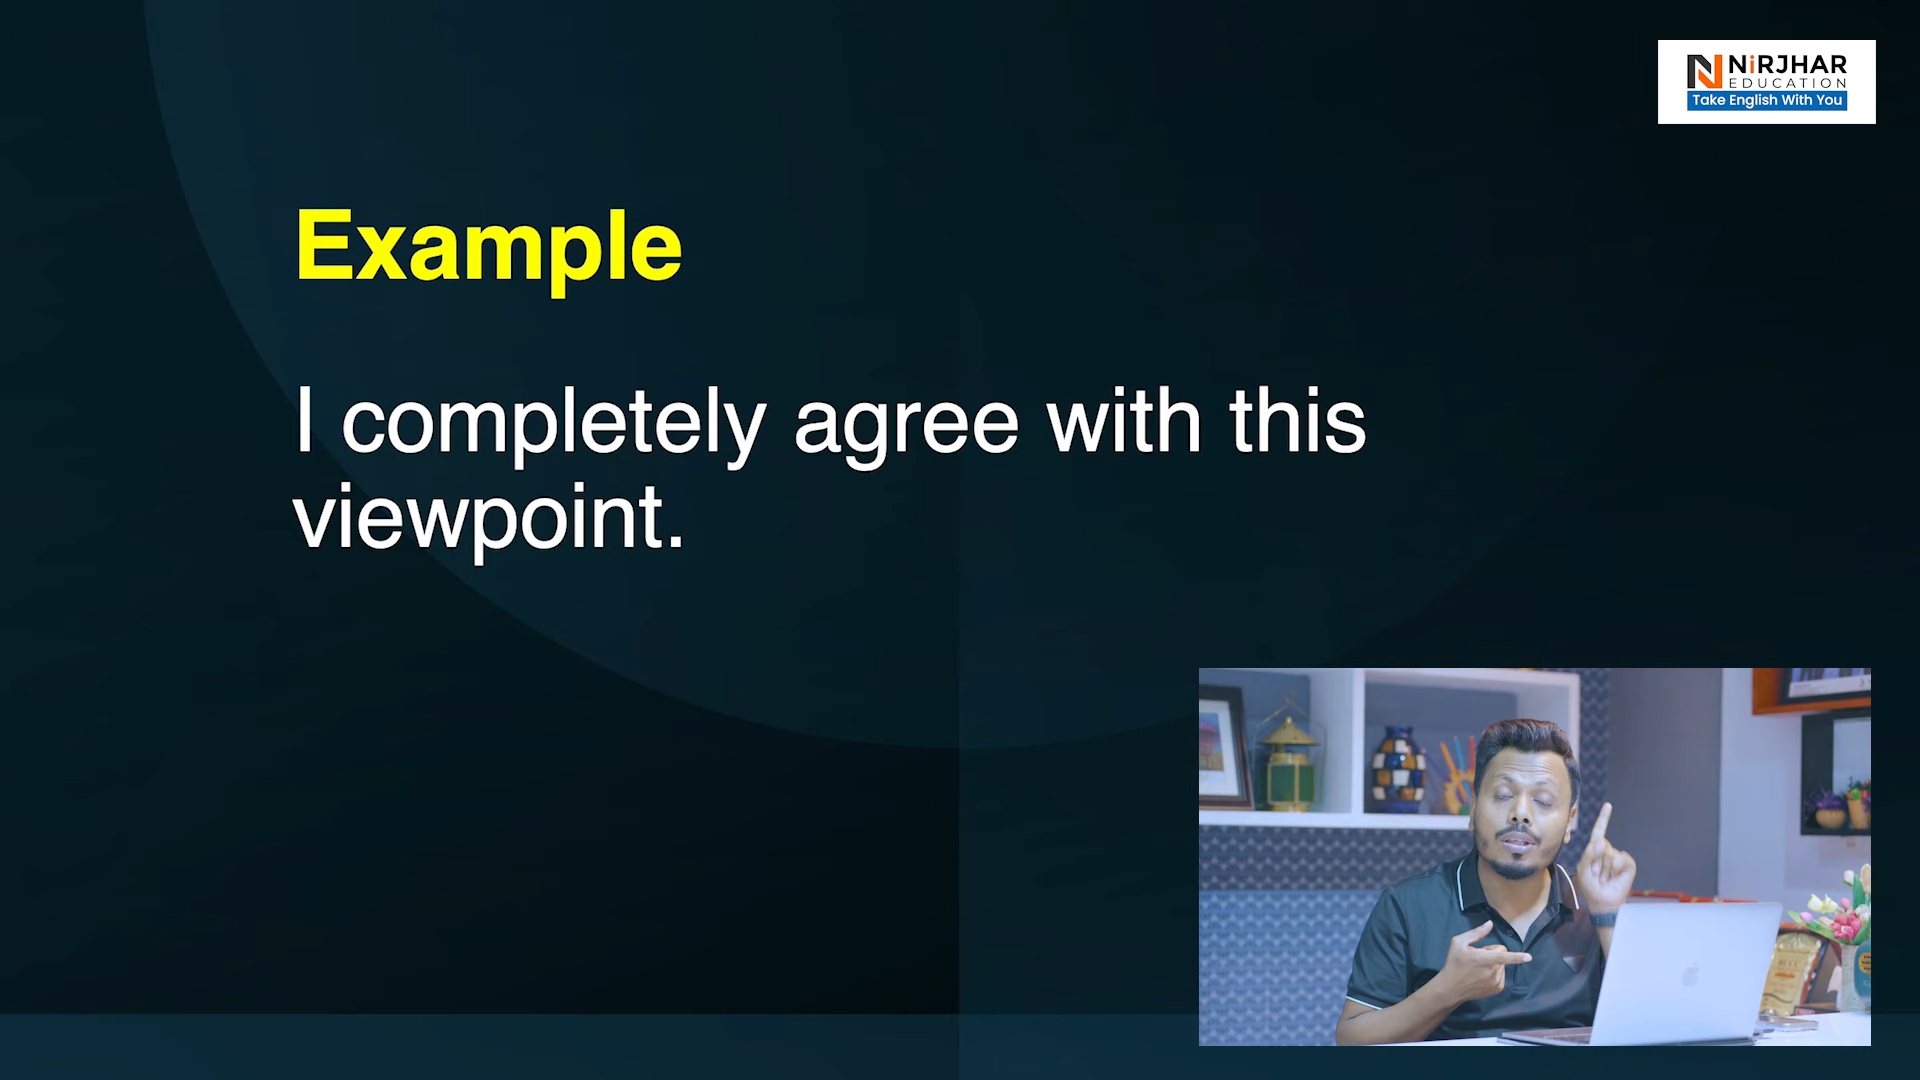 NiRJHAR
EDUCATION
Take English With You
Example
I completely agree with this
viewpoint.